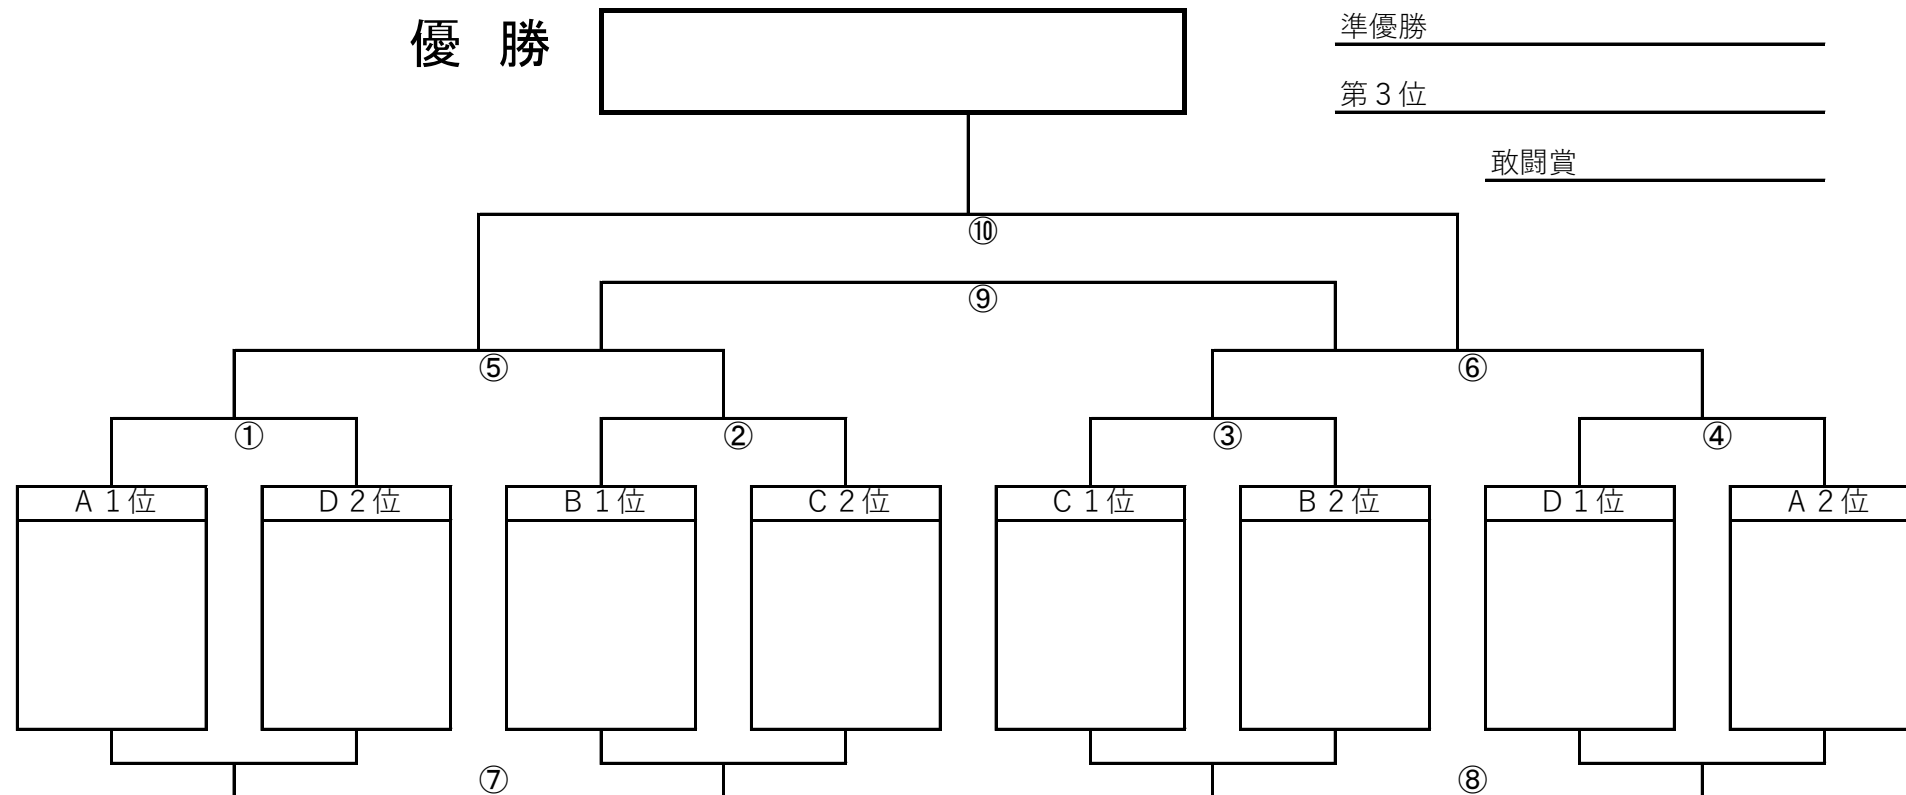 優 勝
準優勝
第３位
敢闘賞
⑩
⑨
⑤ ⑥
① ② ③ ④
Ａ１位 Ｄ２位 Ｂ１位 Ｃ２位 Ｃ１位 Ｂ２位 Ｄ１位 Ａ２位
⑦ ⑧